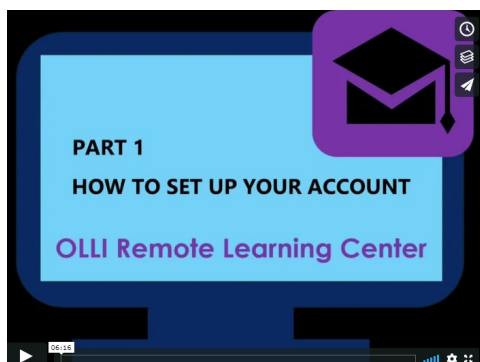 PART 1
HOW TO SET UP YOUR ACCOUNT
OLLI Remote Learning Center
06:16